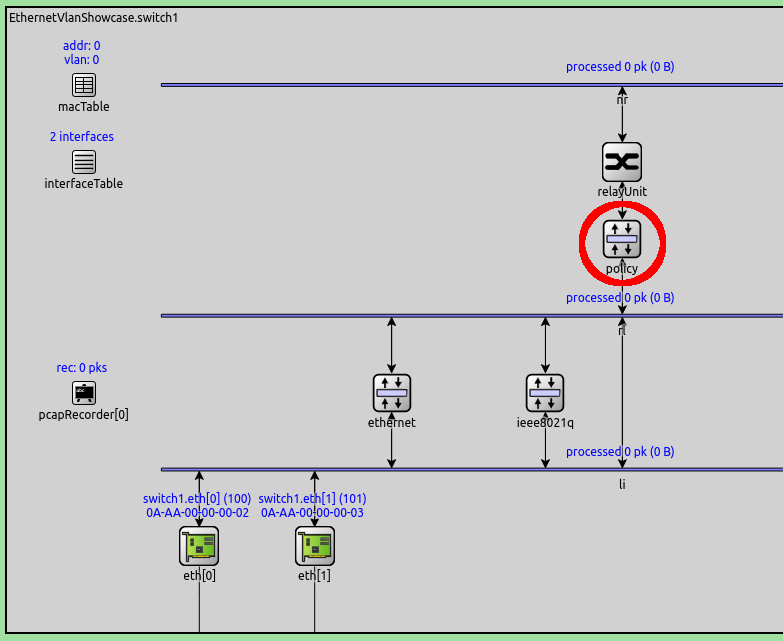 EthernetVlanShowcase.switch1
addr: 0
vlan: 0
macTable
processed 0 pk (0 B)
nr
2 interfaces
interfaceTable
relayUnit
policy
processed 0 pk (0 B)
rl
rec: 0 pks
pcapRecorder[0]
ethernet
ieee8021q
processed 0 pk (0 B)
li
switch1.eth[0] (100)
0A-AA-00-00-00-02
switch1.eth[1] (101)
0A-AA-00-00-00-03
eth[0]
eth[1]